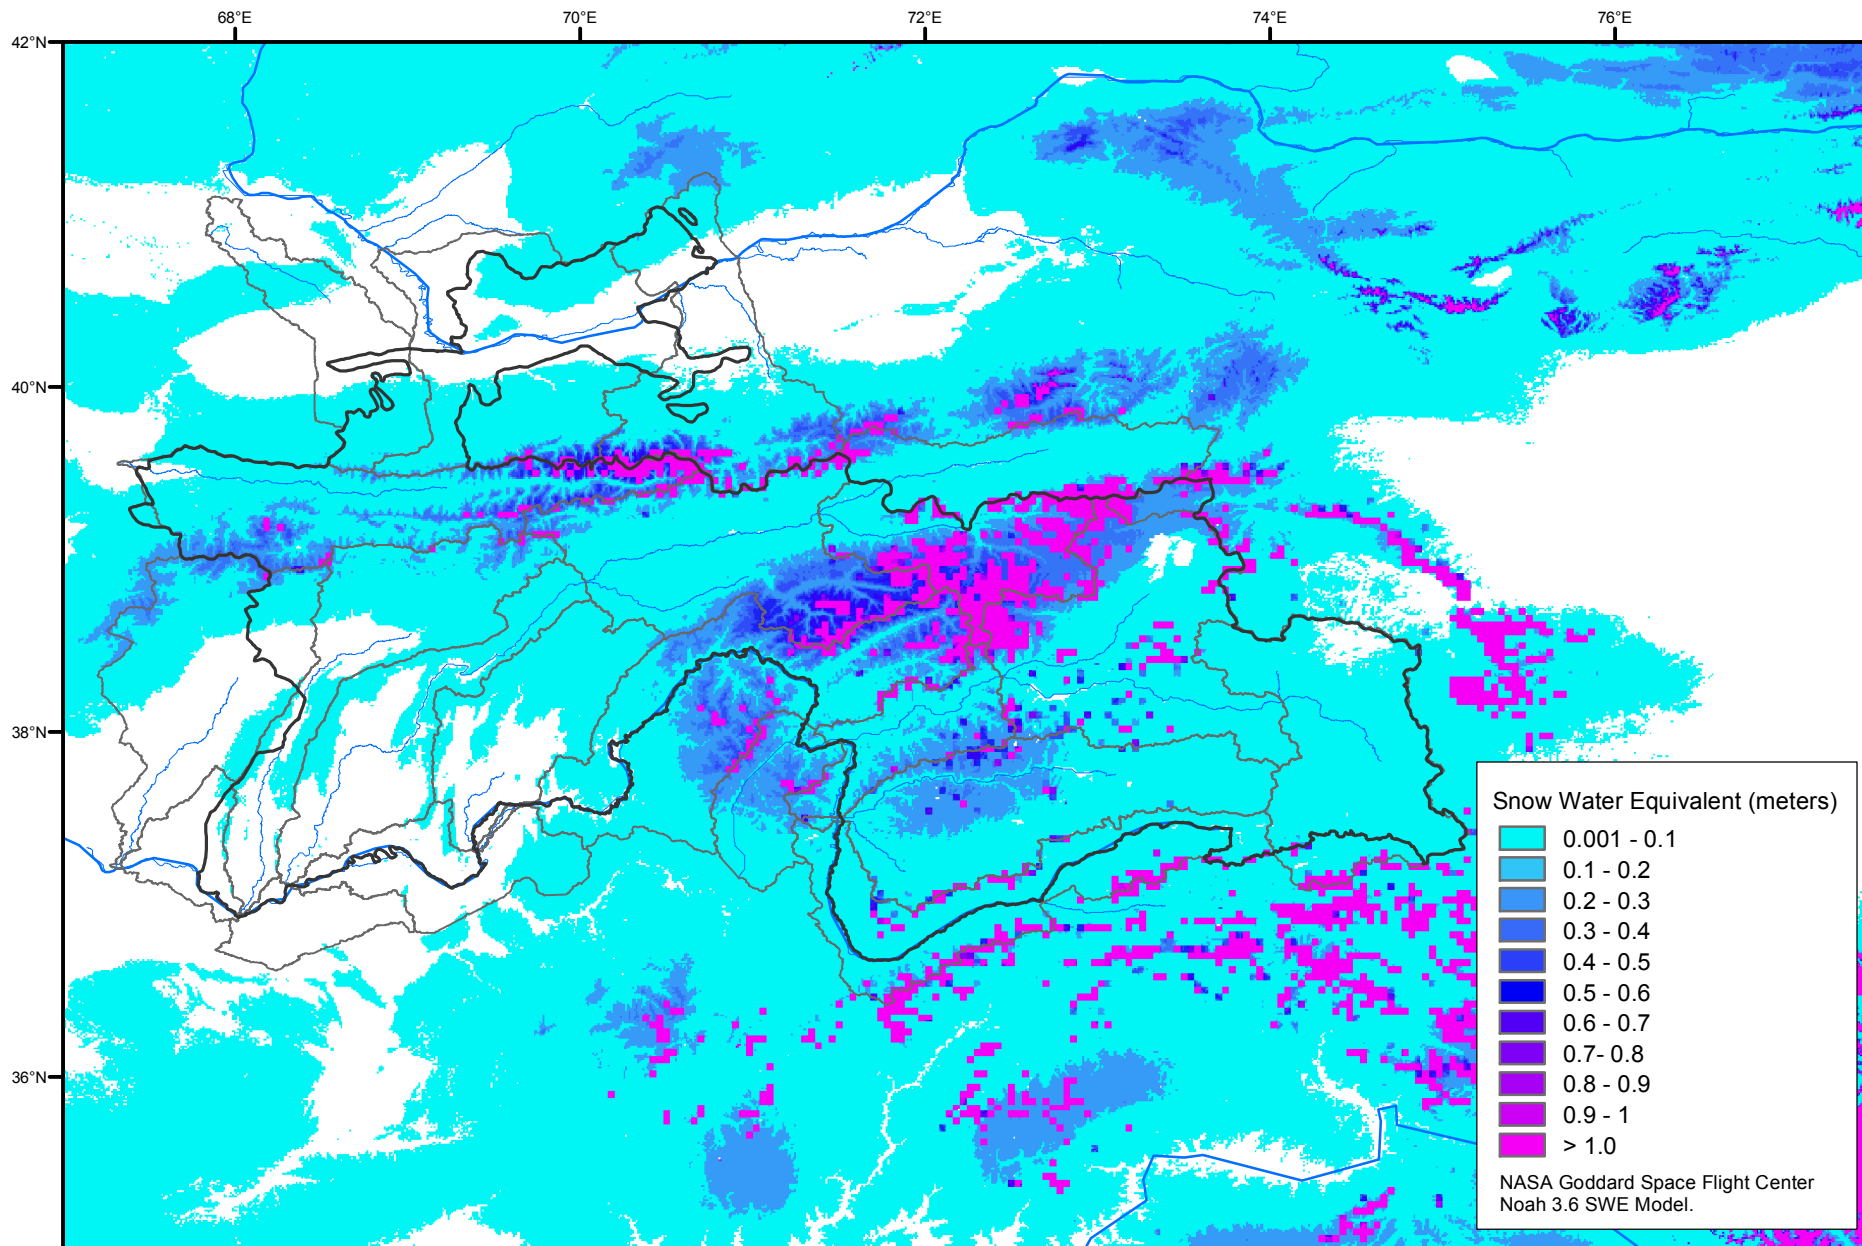 68°E 70°E 72°E 74°E 76°E
42°N
40°N
38°N
36°N
Snow Water Equivalent (meters)
0.001 - 0.1
0.1 - 0.2
0.2 - 0.3
0.3 - 0.4
0.4 - 0.5
0.5 - 0.6
0.6 - 0.7
0.7- 0.8
0.8 - 0.9
0.9 - 1
> 1.0
NASA Goddard Space Flight Center
Noah 3.6 SWE Model.